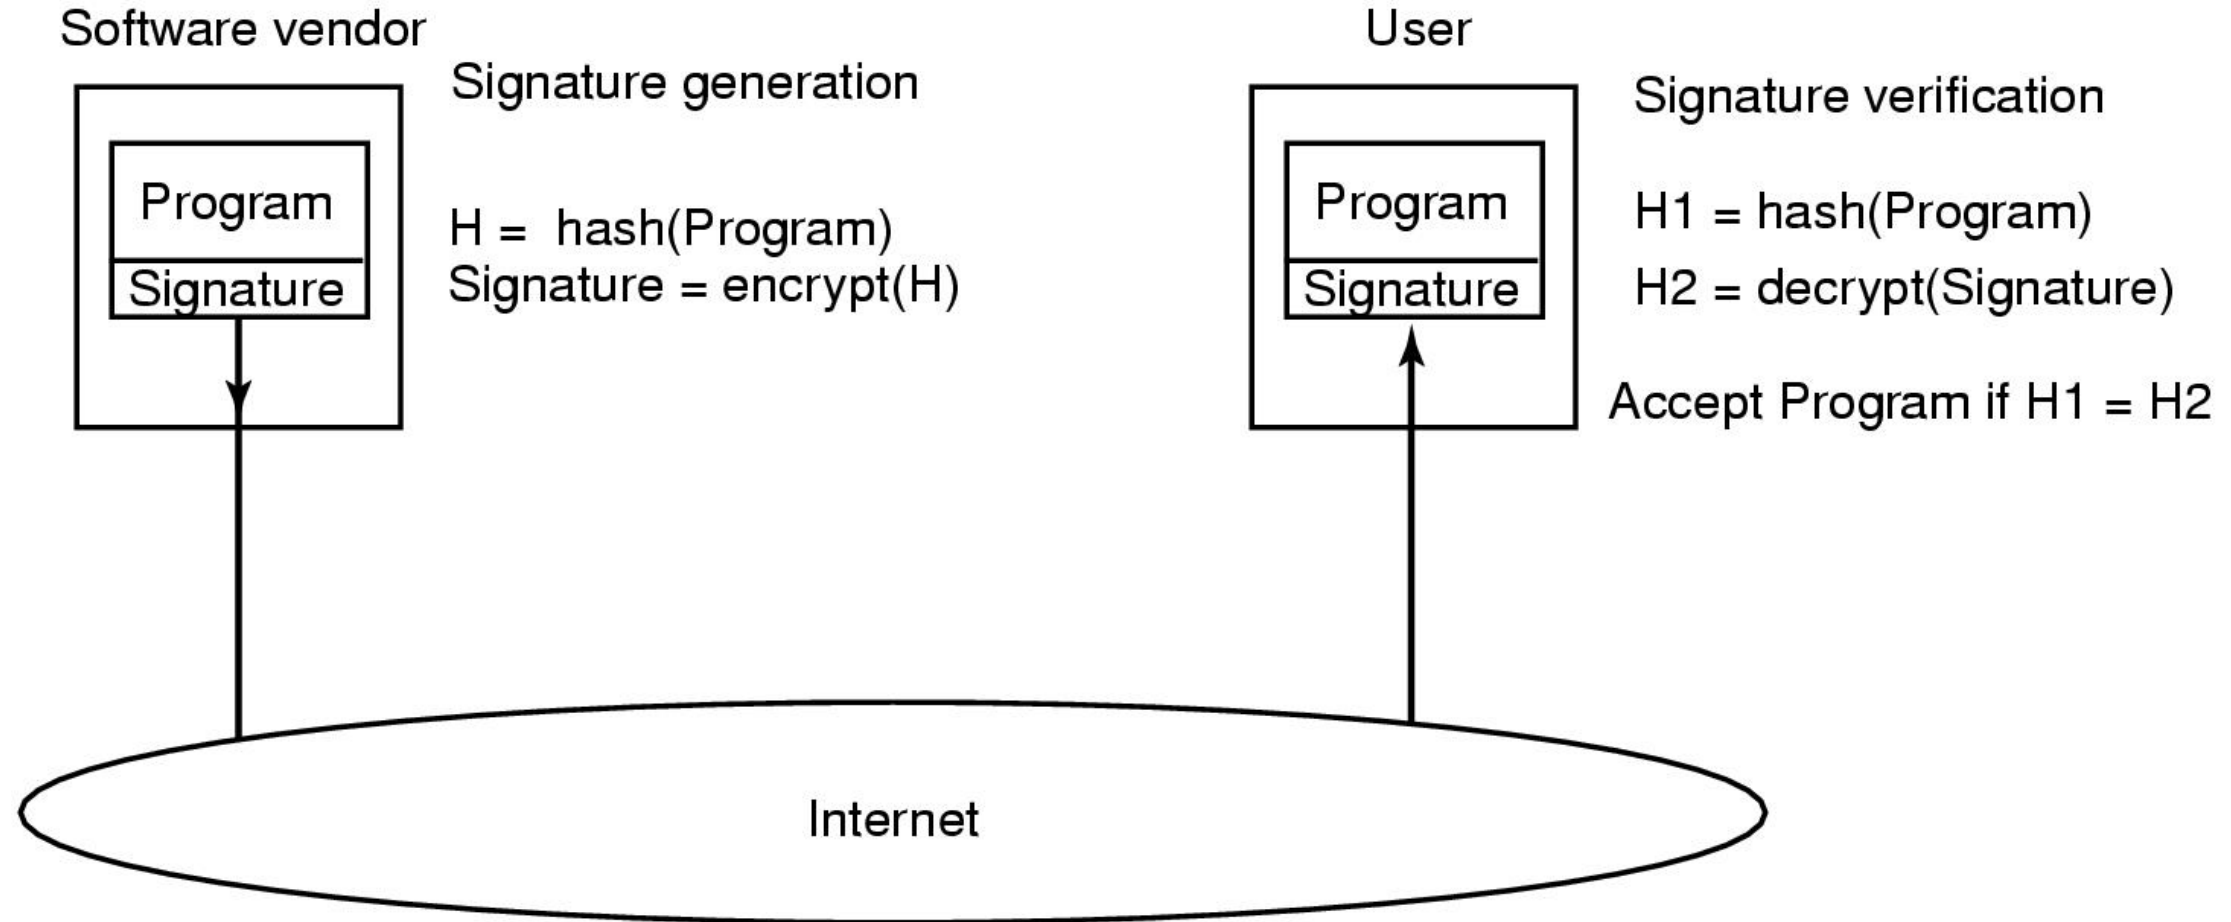 Software vendor
Signature generation
Program
Signature
H = hash(Program)
Signature = encrypt(H)
User
Signature verification
Program
Signature
H1 = hash(Program)
H2 = decrypt(Signature)
Accept Program if H1 = H2
Internet